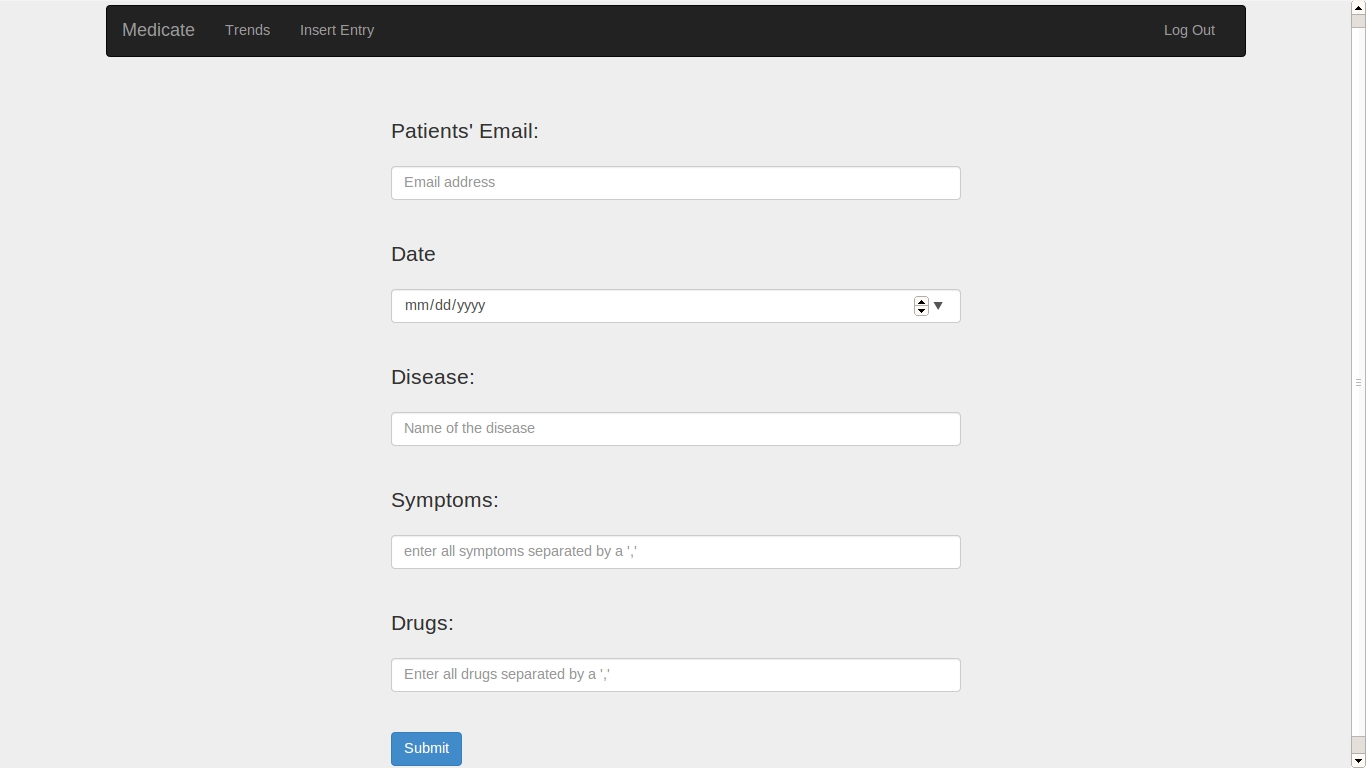 Medicate Trends Insert Entry Log Out
Patients' Email:
Email address
Date
mm/dd/yyyy
Disease:
Name of the disease
Symptoms:
enter all symptoms separated by a ','
Drugs:
Enter all drugs separated by a ','
Submit